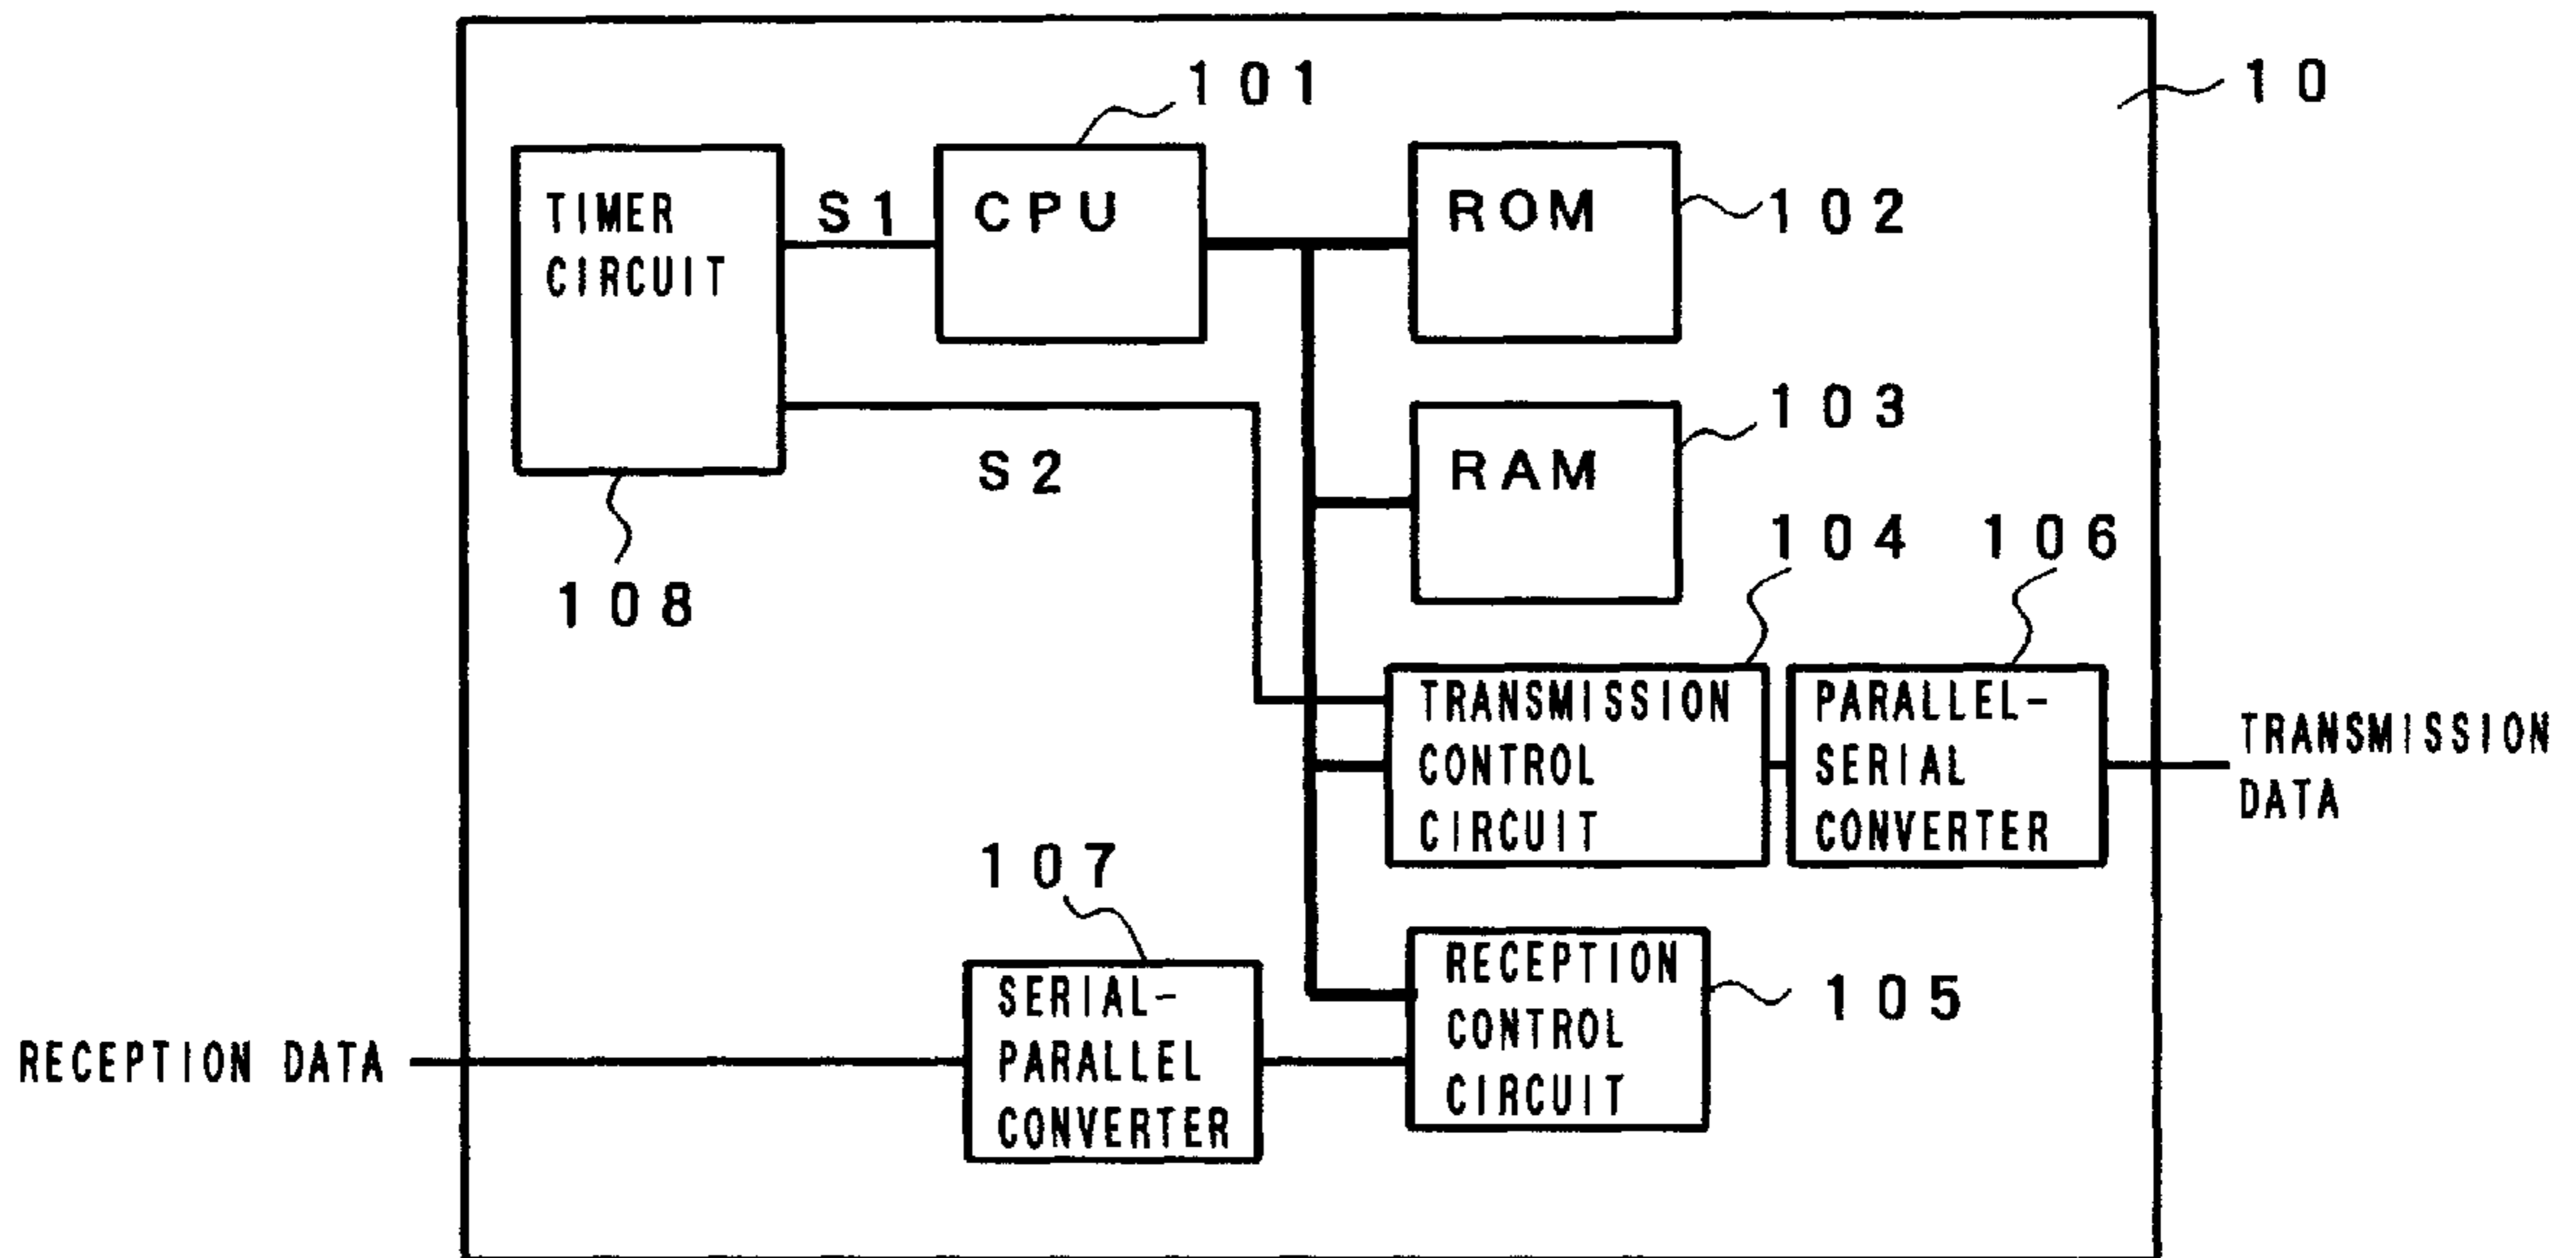 101
10
TIMER
CIRCUIT
S1
CPU
ROM
102
S2
103
RAM
108
104
106
TRANSMISSION
CONTROL
CIRCUIT
PARALLEL-
SERIAL
CONVERTER
TRANSMISSION
DATA
107
SERIAL-
PARALLEL
CONVERTER
RECEPTION
CONTROL
CIRCUIT
105
RECEPTION DATA